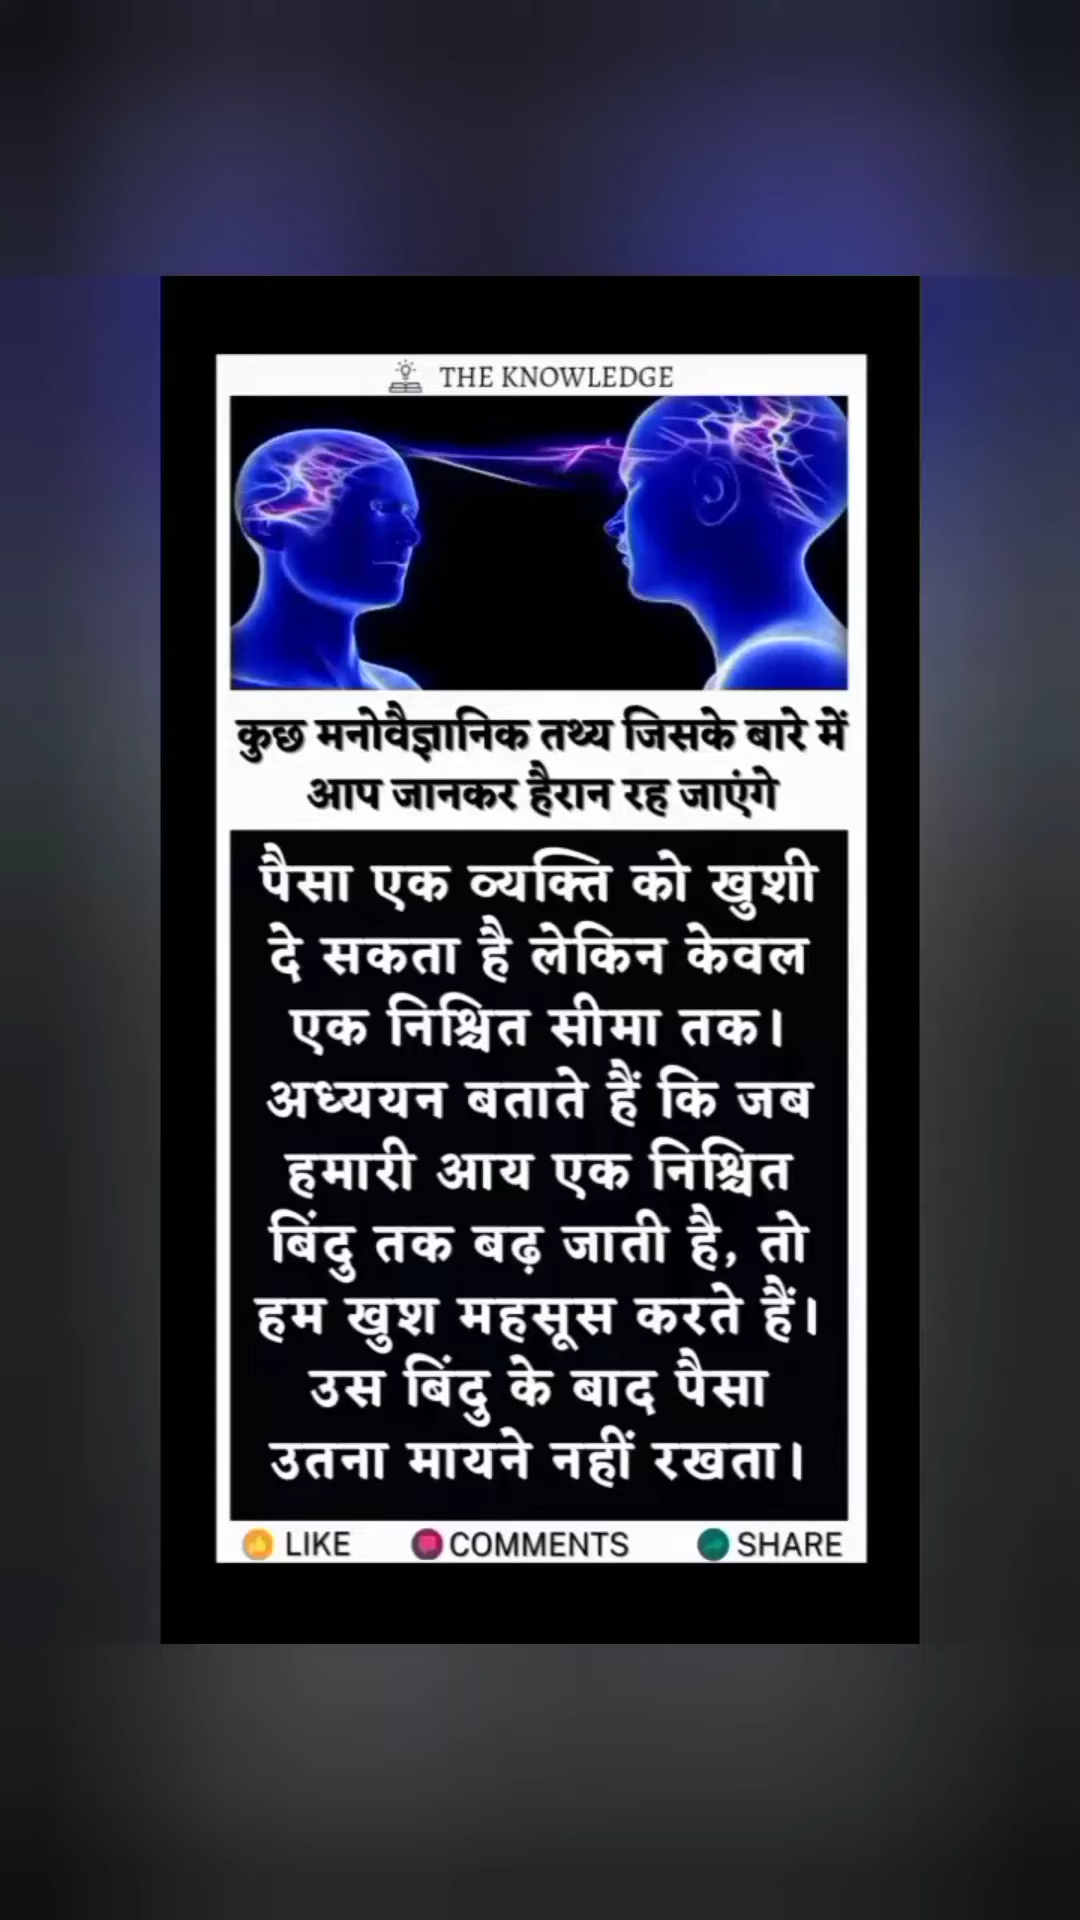 THE KNOWLEDGE
कुछ मनोवैज्ञानिक तथ्य जिसके बारे में
आप जानकर हैरान रह जाएंगे
पैसा एक व्यक्ति को खुशी
दे सकता है लेकिन केवल
एक निश्चित सीमा तक।
अध्ययन बताते हैं कि जब
हमारी आय एक निश्चित
बिंदु तक बढ़ जाती है, तो
हम खुश महसूस करते हैं।
उस बिंदु के बाद पैसा
उतना मायने नहीं रखता।
LIKE COMMENTS SHARE